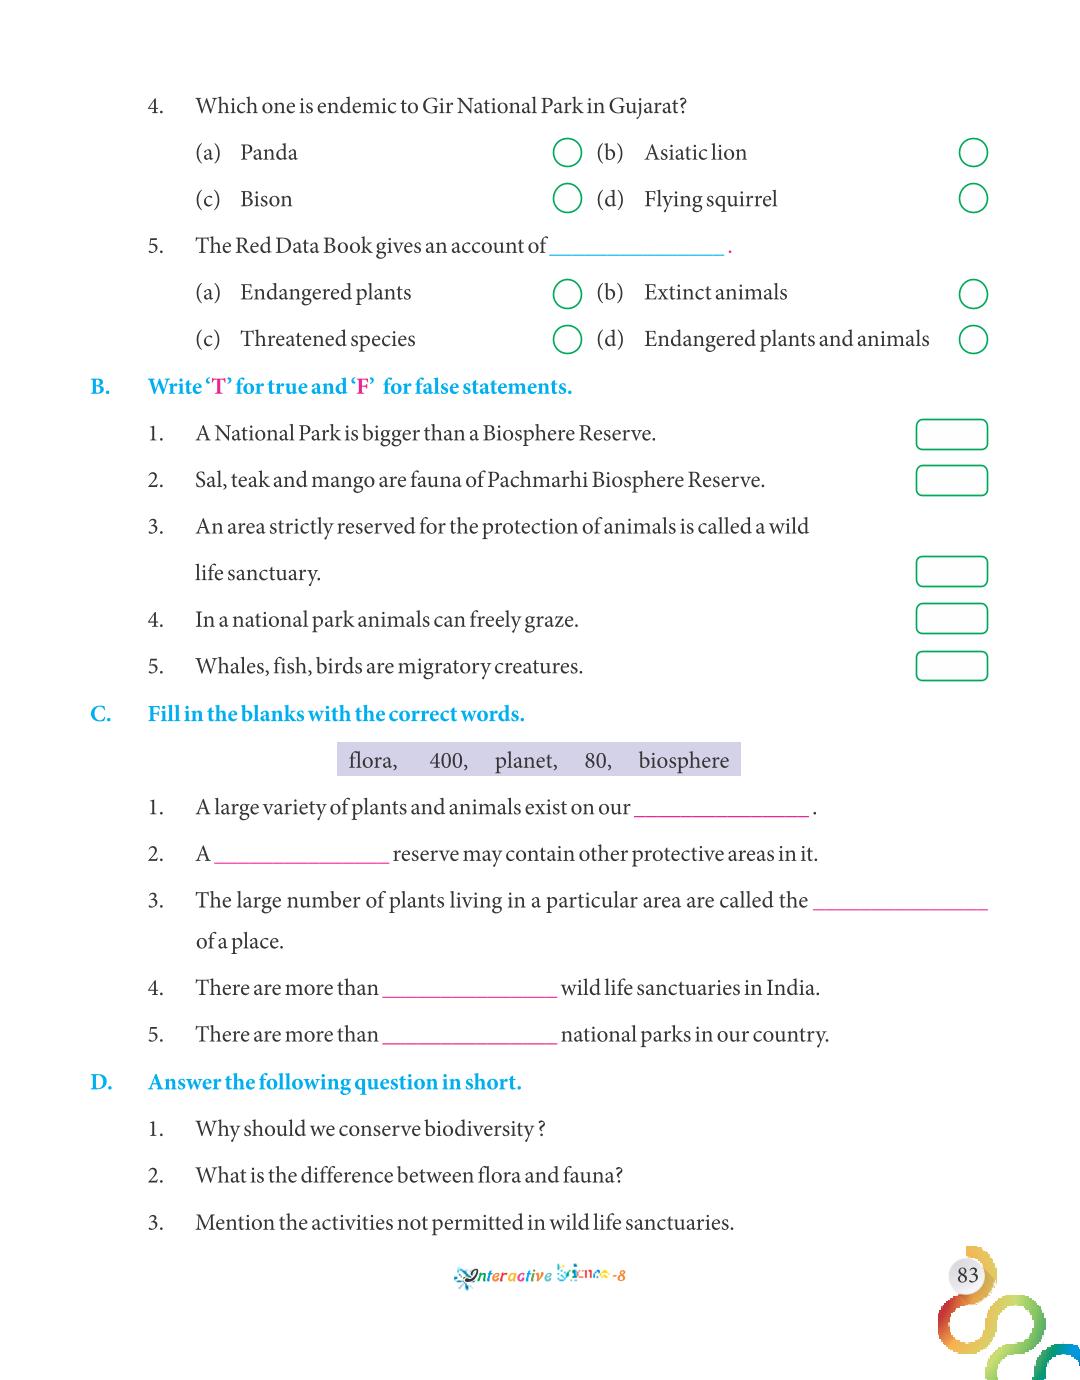 4. Which one is endemic to Gir National Park in Gujarat?
(a) Panda (b) Asiatic lion
(c) Bison (d) Flying squirrel
5. The Red Data Book gives an account of _______________ .
(a) Endangered plants (b) Extinct animals
(c) Threatened species (d) Endangered plants and animals
B. Write ‘T’ for true and ‘F’ for false statements.
1. A National Park is bigger than a Biosphere Reserve.
2. Sal, teak and mango are fauna of Pachmarhi Biosphere Reserve.
3. An area strictly reserved for the protection of animals is called a wild
life sanctuary.
4. In a national park animals can freely graze.
5. Whales, fish, birds are migratory creatures.
C. Fill in the blanks with the correct words.
flora, 400, planet, 80, biosphere
1. A large variety of plants and animals exist on our _______________ .
2. A _______________ reserve may contain other protective areas in it.
3. The large number of plants living in a particular area are called the _______________
of a place.
4. There are more than _______________ wild life sanctuaries in India.
5. There are more than _______________ national parks in our country.
D. Answer the following question in short.
1. Why should we conserve biodiversity ?
2. What is the difference between flora and fauna?
3. Mention the activities not permitted in wild life sanctuaries.
Interactive Science-8
83